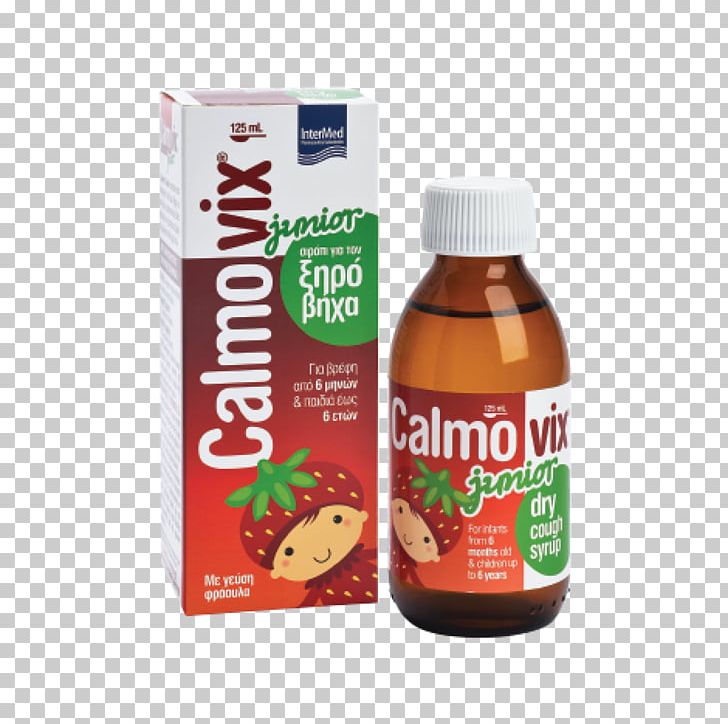 125 mL
InterMed
Calmovix®
junior
σιρόπι για τον
ξηρό
βήχα
Για βρέφη
από 6 μηνών
& παιδιά έως
6 ετών
Με γεύση
φράουλα
125 mL
Calmo vix
junior
dry
cough
syrup
For infants
from 6
months old
& children up
to 6 years